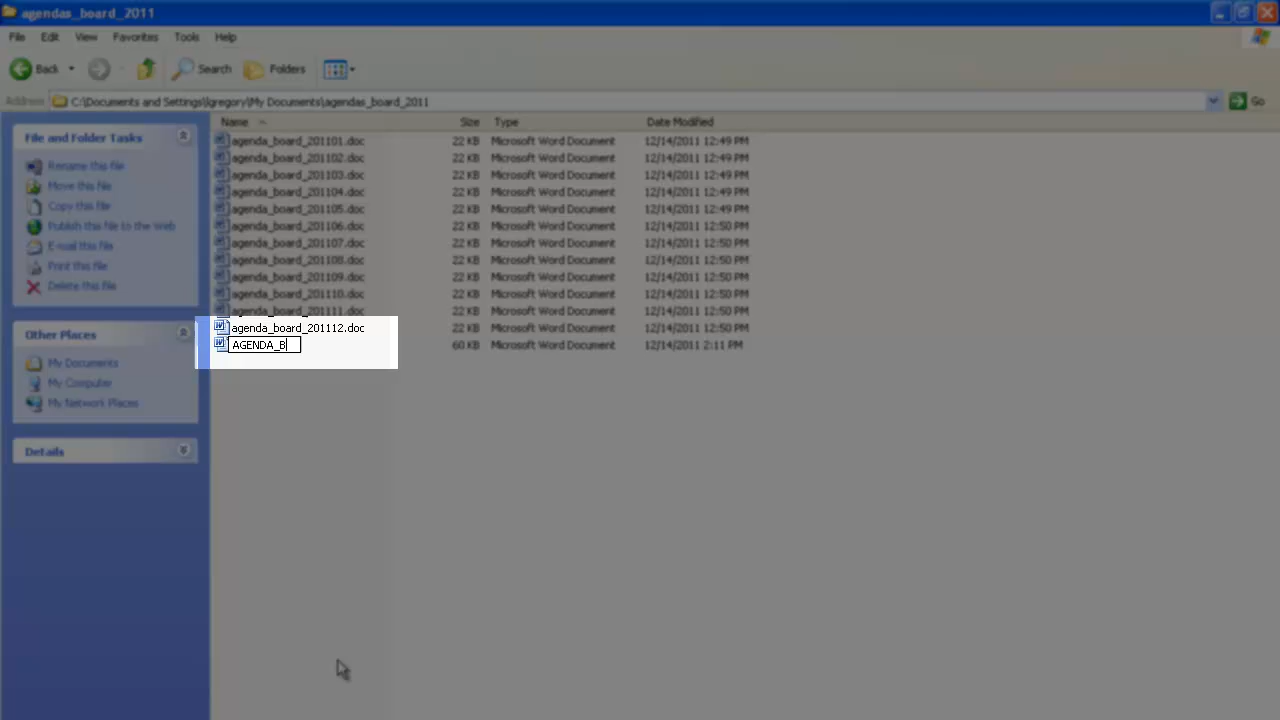 agendas_board_2011
File Edit View Favorites Tools Help
Back Search Folders
Address C:\Documents and Settings\lgregory\My Documents\agendas_board_2011 Go
File and Folder Tasks
Rename this file
Move this file
Copy this file
Publish this file to the Web
E-mail this file
Print this file
Delete this file
Other Places
My Documents
My Computer
My Network Places
Details
Name Size Type Date Modified
agenda_board_201101.doc 22 KB Microsoft Word Document 12/14/2011 12:49 PM
agenda_board_201102.doc 22 KB Microsoft Word Document 12/14/2011 12:49 PM
agenda_board_201103.doc 22 KB Microsoft Word Document 12/14/2011 12:49 PM
agenda_board_201104.doc 22 KB Microsoft Word Document 12/14/2011 12:49 PM
agenda_board_201105.doc 22 KB Microsoft Word Document 12/14/2011 12:49 PM
agenda_board_201106.doc 22 KB Microsoft Word Document 12/14/2011 12:50 PM
agenda_board_201107.doc 22 KB Microsoft Word Document 12/14/2011 12:50 PM
agenda_board_201108.doc 22 KB Microsoft Word Document 12/14/2011 12:50 PM
agenda_board_201109.doc 22 KB Microsoft Word Document 12/14/2011 12:50 PM
agenda_board_201110.doc 22 KB Microsoft Word Document 12/14/2011 12:50 PM
agenda_board_201111.doc 22 KB Microsoft Word Document 12/14/2011 12:50 PM
agenda_board_201112.doc 22 KB Microsoft Word Document 12/14/2011 12:50 PM
AGENDA_B 60 KB Microsoft Word Document 12/14/2011 2:11 PM